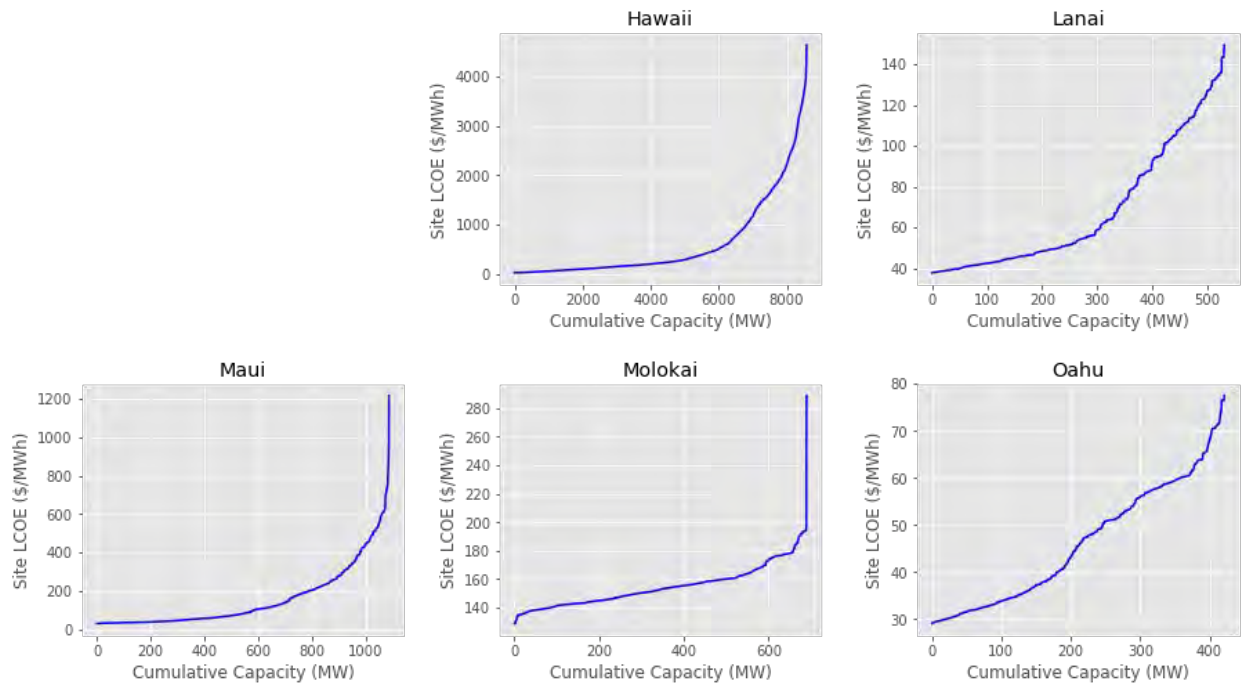 Hawaii
Site LCOE ($/MWh)
4000
3000
2000
1000
0
0 2000 4000 6000 8000
Cumulative Capacity (MW)
Lanai
Site LCOE ($/MWh)
140
120
100
80
60
40
0 100 200 300 400 500
Cumulative Capacity (MW)
Maui
Site LCOE ($/MWh)
1200
1000
800
600
400
200
0
0 200 400 600 800 1000
Cumulative Capacity (MW)
Molokai
Site LCOE ($/MWh)
280
260
240
220
200
180
160
140
0 200 400 600
Cumulative Capacity (MW)
Oahu
Site LCOE ($/MWh)
80
70
60
50
40
30
0 100 200 300 400
Cumulative Capacity (MW)